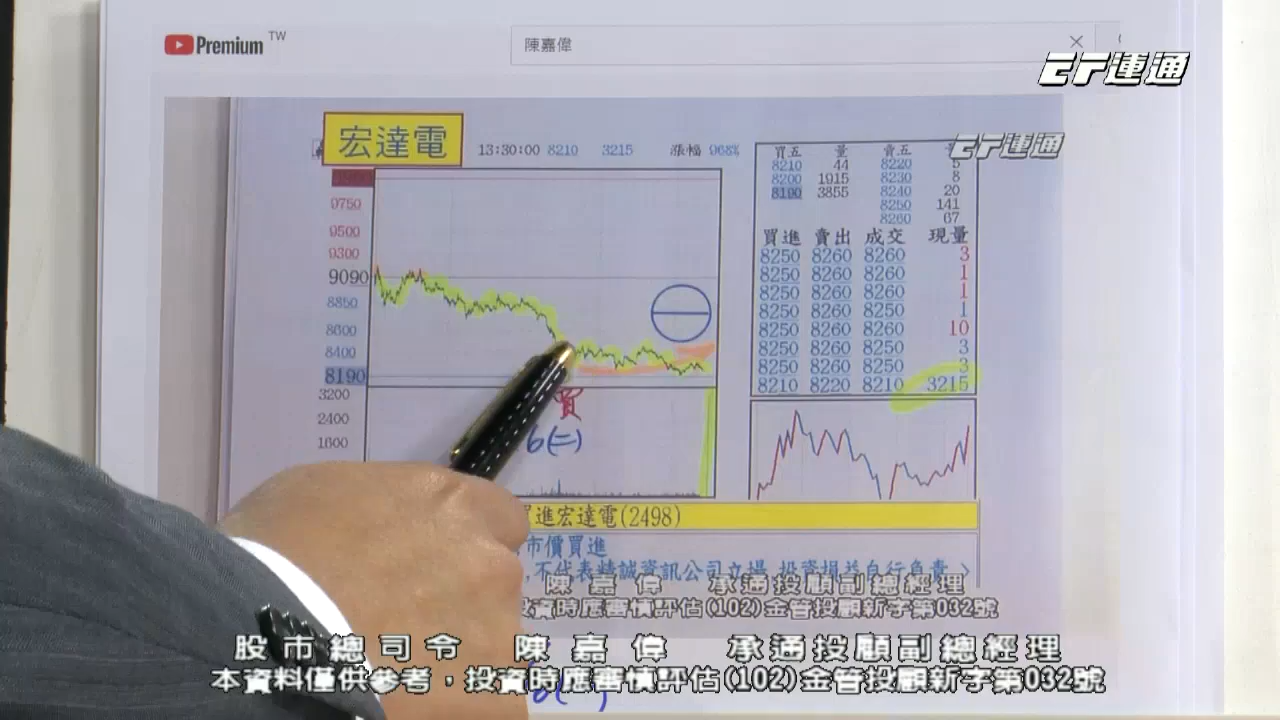 Premium TW
陳嘉偉
ET運通
宏達電
13:30:00 8210 3215 漲幅 968%
ET運通
買五 量 賣五
8210 44 8220 5
8200 1915 8230 8
8190 3855 8240 20
8250 141
8260 67
買進 賣出 成交 現量
8250 8260 8260 3
8250 8260 8260 1
8250 8260 8260 1
8250 8260 8250 1
8250 8260 8260 10
8250 8260 8250 3
8250 8260 8250 3
8210 8220 8210 3215
9750
9500
9300
9090
8850
8600
8400
8190
3200
2400
1600
買
6(二)
進宏達電(2498)
市價買進
,不代表精誠資訊公司立場,投資損益自行負責
陳嘉偉 承通投顧副總經理
投資時應審慎評估(102)金管投顧新字第032號
股市總司令 陳嘉偉 承通投顧副總經理
本資料僅供參考，投資時應審慎評估(102)金管投顧新字第032號